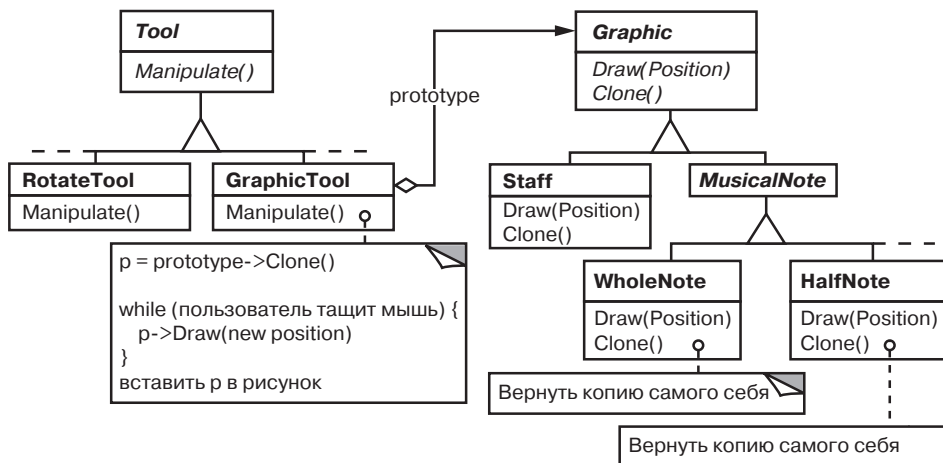 Tool
Manipulate()
Graphic
Draw(Position)
Clone()
prototype
RotateTool
Manipulate()
GraphicTool
Manipulate()
Staff
Draw(Position)
Clone()
MusicalNote
p = prototype->Clone()
while (пользователь тащит мышь) {
p->Draw(new position)
}
вставить p в рисунок
WholeNote
Draw(Position)
Clone()
HalfNote
Draw(Position)
Clone()
Вернуть копию самого себя
Вернуть копию самого себя